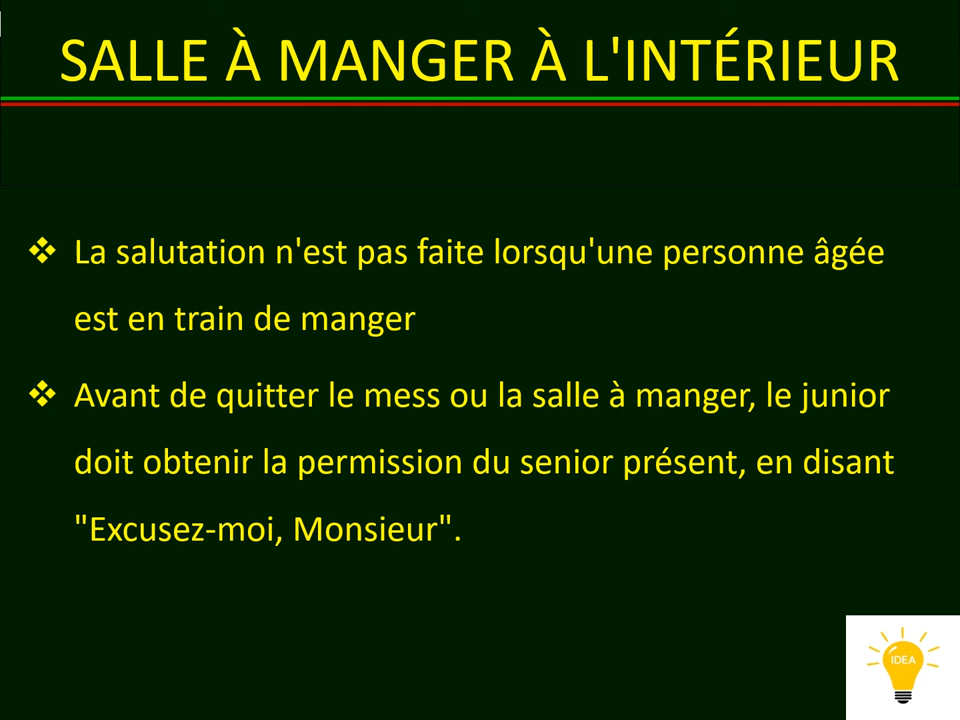 SALLE À MANGER À L'INTÉRIEUR
❖ La salutation n'est pas faite lorsqu'une personne âgée
est en train de manger
❖ Avant de quitter le mess ou la salle à manger, le junior
doit obtenir la permission du senior présent, en disant
"Excusez-moi, Monsieur".
IDEA